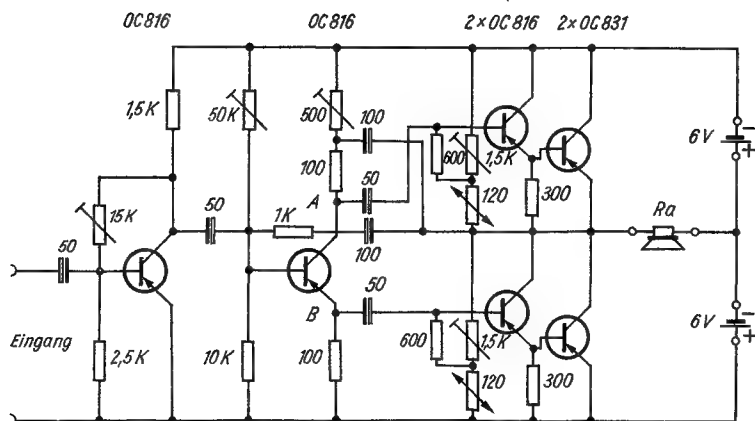 OC816
OC816
2×OC816
2×OC831
1,5K
50K
500
100
100
600
1,5K
6V
-
+
A
50
120
300
15K
50
1K
100
Ra
50
B
50
-
+
6V
Eingang
2,5K
10K
100
600
1,5K
120
300